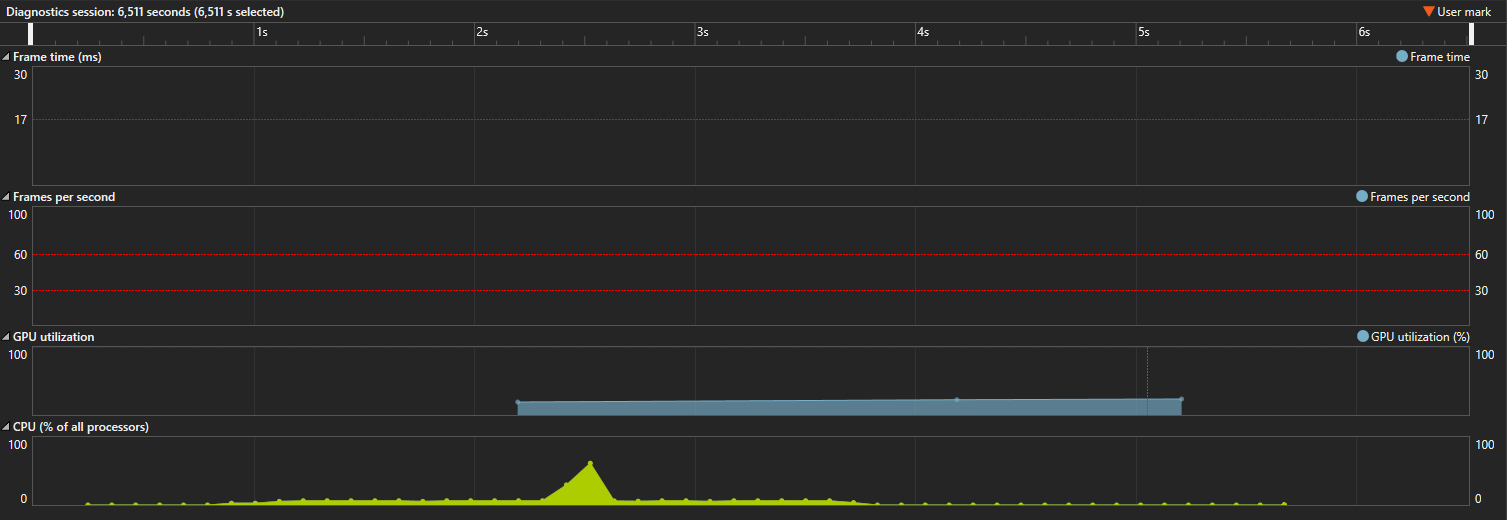 Diagnostics session: 6,511 seconds (6,511 s selected) User mark
1s 2s 3s 4s 5s 6s
Frame time (ms) Frame time
30 30
17 17
Frames per second Frames per second
100 100
60 60
30 30
GPU utilization GPU utilization (%)
100 100
CPU (% of all processors)
100 100
0 0